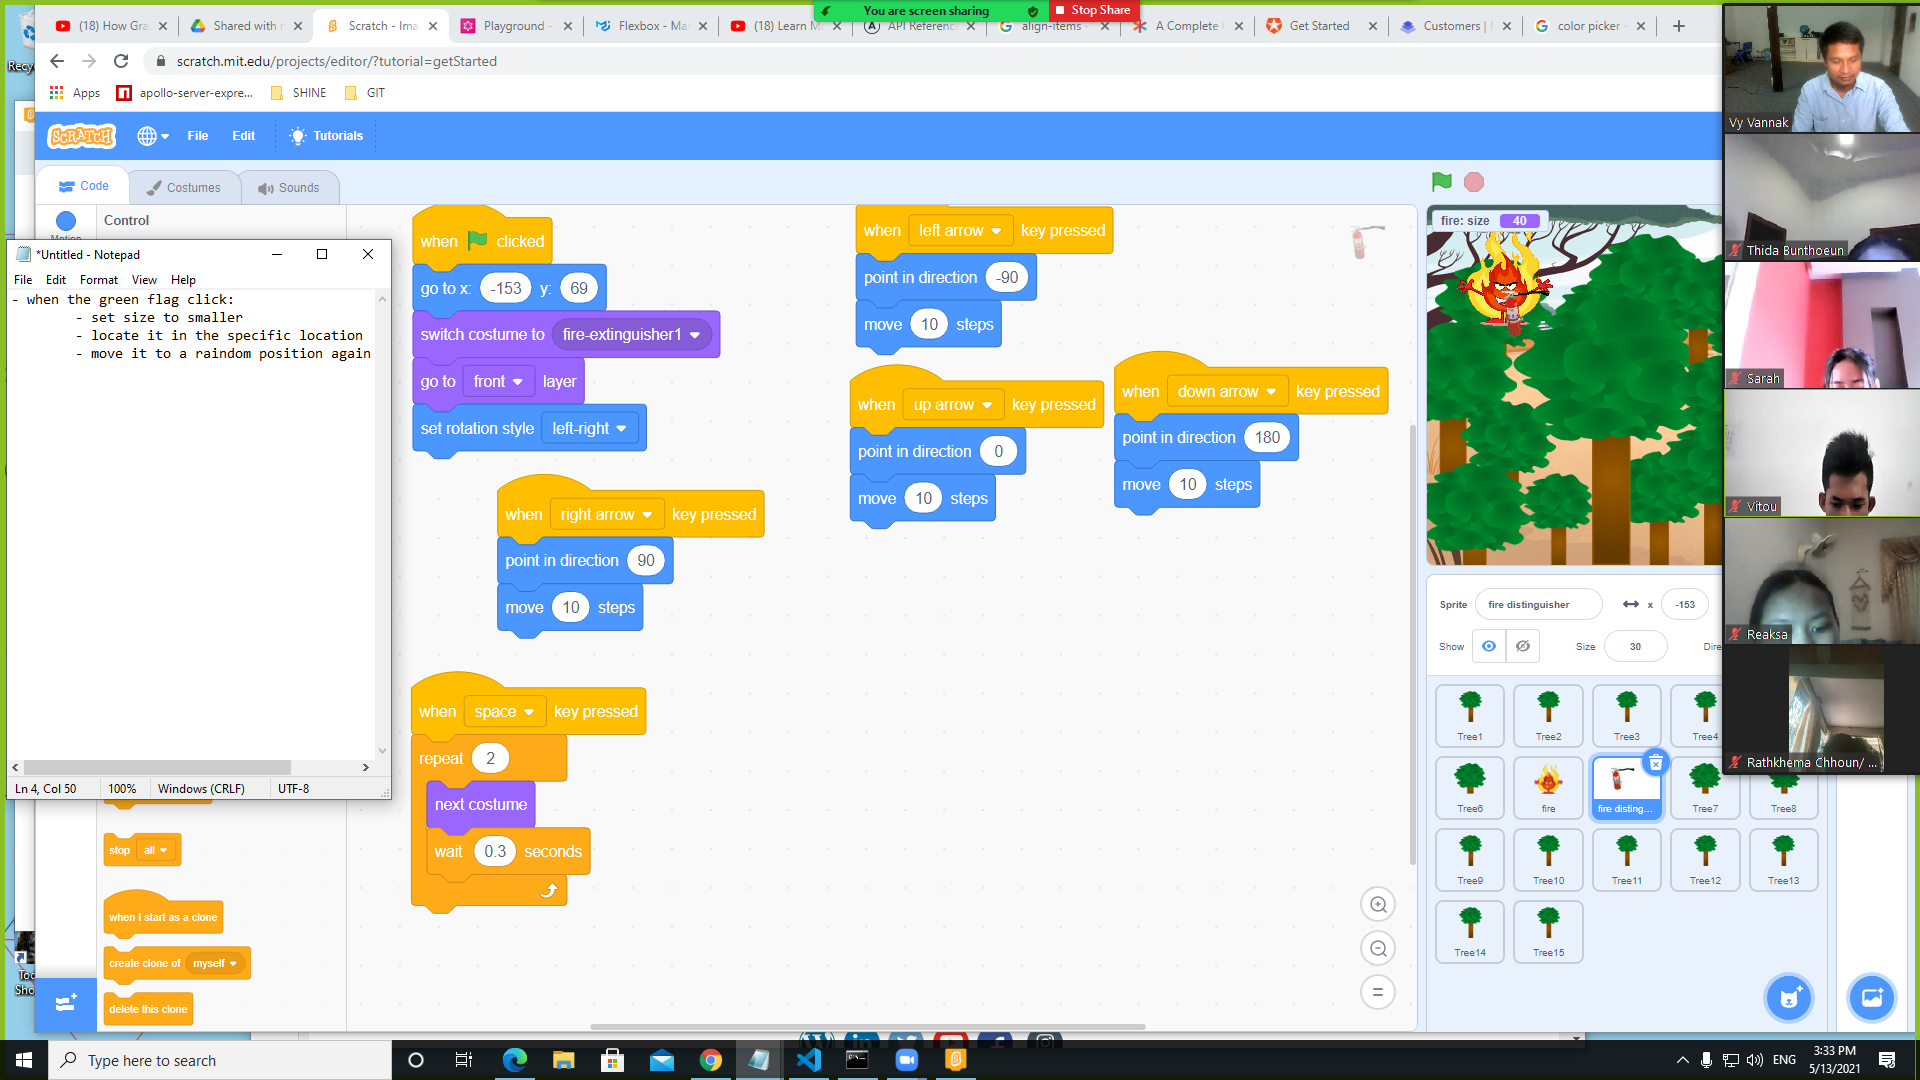 You are screen sharing
Stop Share
(18) How Gra
Shared with
Scratch - Ima
Playground -
Flexbox - Ma
(18) Learn M
API Referenc
align-items -
A Complete
Get Started
Customers |
color picker
scratch.mit.edu/projects/editor/?tutorial=getStarted
Apps
apollo-server-expre...
SHINE
GIT
SCRATCH
File
Edit
Tutorials
Code
Costumes
Sounds
Control
Motion
*Untitled - Notepad
File Edit Format View Help
- when the green flag click:
- set size to smaller
- locate it in the specific location
- move it to a raindom position again
Ln 4, Col 50
100%
Windows (CRLF)
UTF-8
stop all
when I start as a clone
create clone of myself
delete this clone
when clicked
go to x: -153 y: 69
switch costume to fire-extinguisher1
go to front layer
set rotation style left-right
when right arrow key pressed
point in direction 90
move 10 steps
when space key pressed
repeat 2
next costume
wait 0.3 seconds
when left arrow key pressed
point in direction -90
move 10 steps
when up arrow key pressed
point in direction 0
move 10 steps
when down arrow key pressed
point in direction 180
move 10 steps
fire: size 40
Sprite fire distinguisher x -153
Show Size 30 Dire
Tree1
Tree2
Tree3
Tree4
Tree6
fire
fire disting...
Tree7
Tree8
Tree9
Tree10
Tree11
Tree12
Tree13
Tree14
Tree15
Vy Vannak
Thida Bunthoeun
Sarah
Vitou
Reaksa
Rathkhema Chhoun/ ...
Type here to search
ENG
3:33 PM
5/13/2021